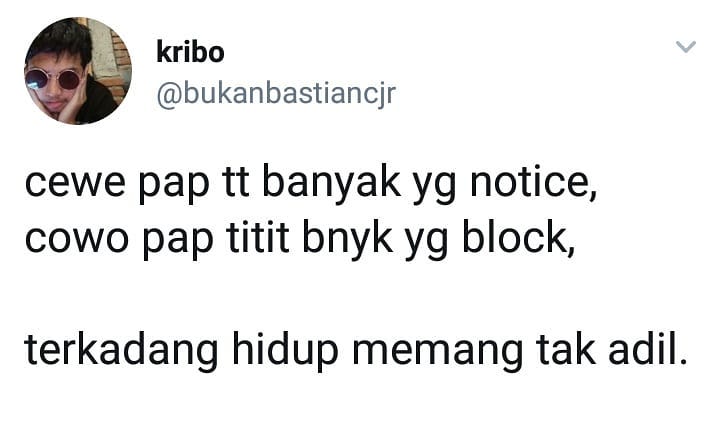 kribo
@bukanbastiancjr
cewe pap tt banyak yg notice,
cowo pap titit bnyk yg block,
terkadang hidup memang tak adil.